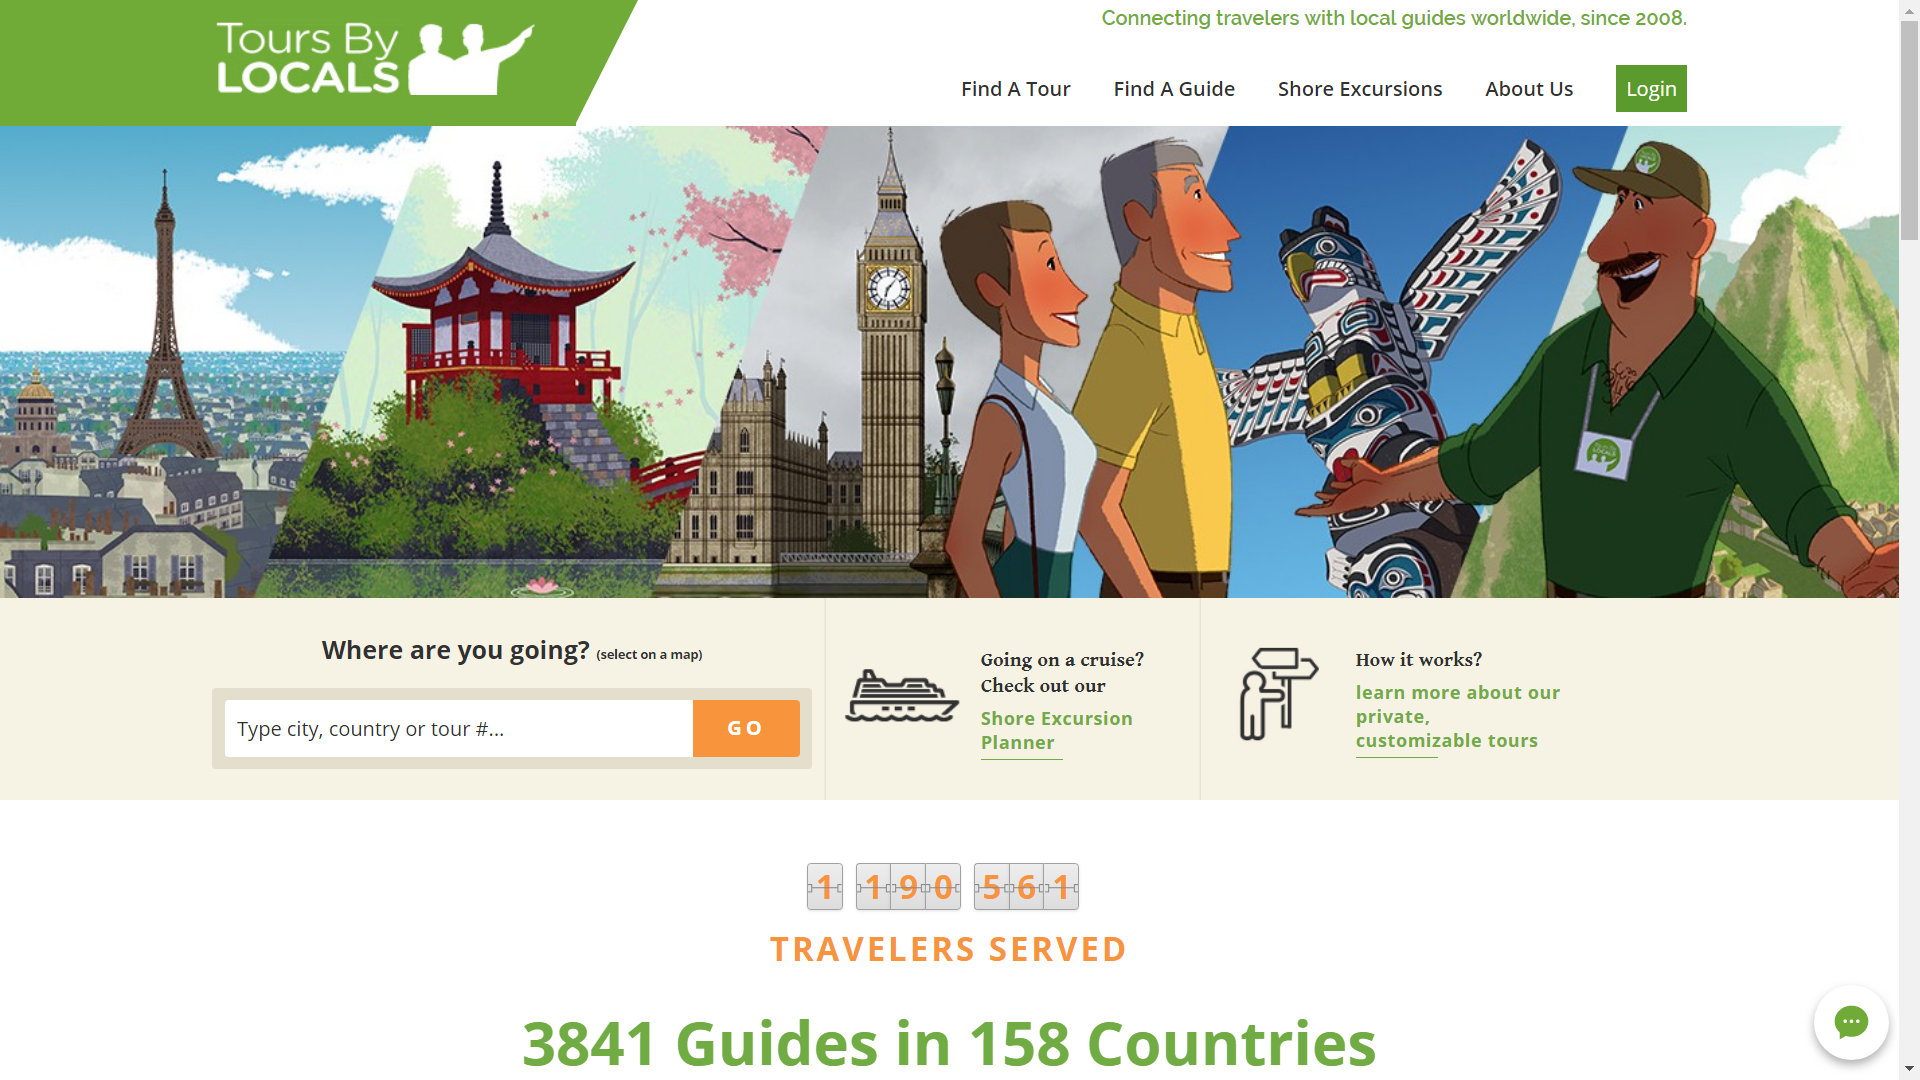 Tours By
LOCALS
Connecting travelers with local guides worldwide, since 2008.
Find A Tour
Find A Guide
Shore Excursions
About Us
Login
Where are you going? (select on a map)
Type city, country or tour #...
GO
Going on a cruise?
Check out our
Shore Excursion
Planner
How it works?
learn more about our
private,
customizable tours
1 190 561
TRAVELERS SERVED
3841 Guides in 158 Countries